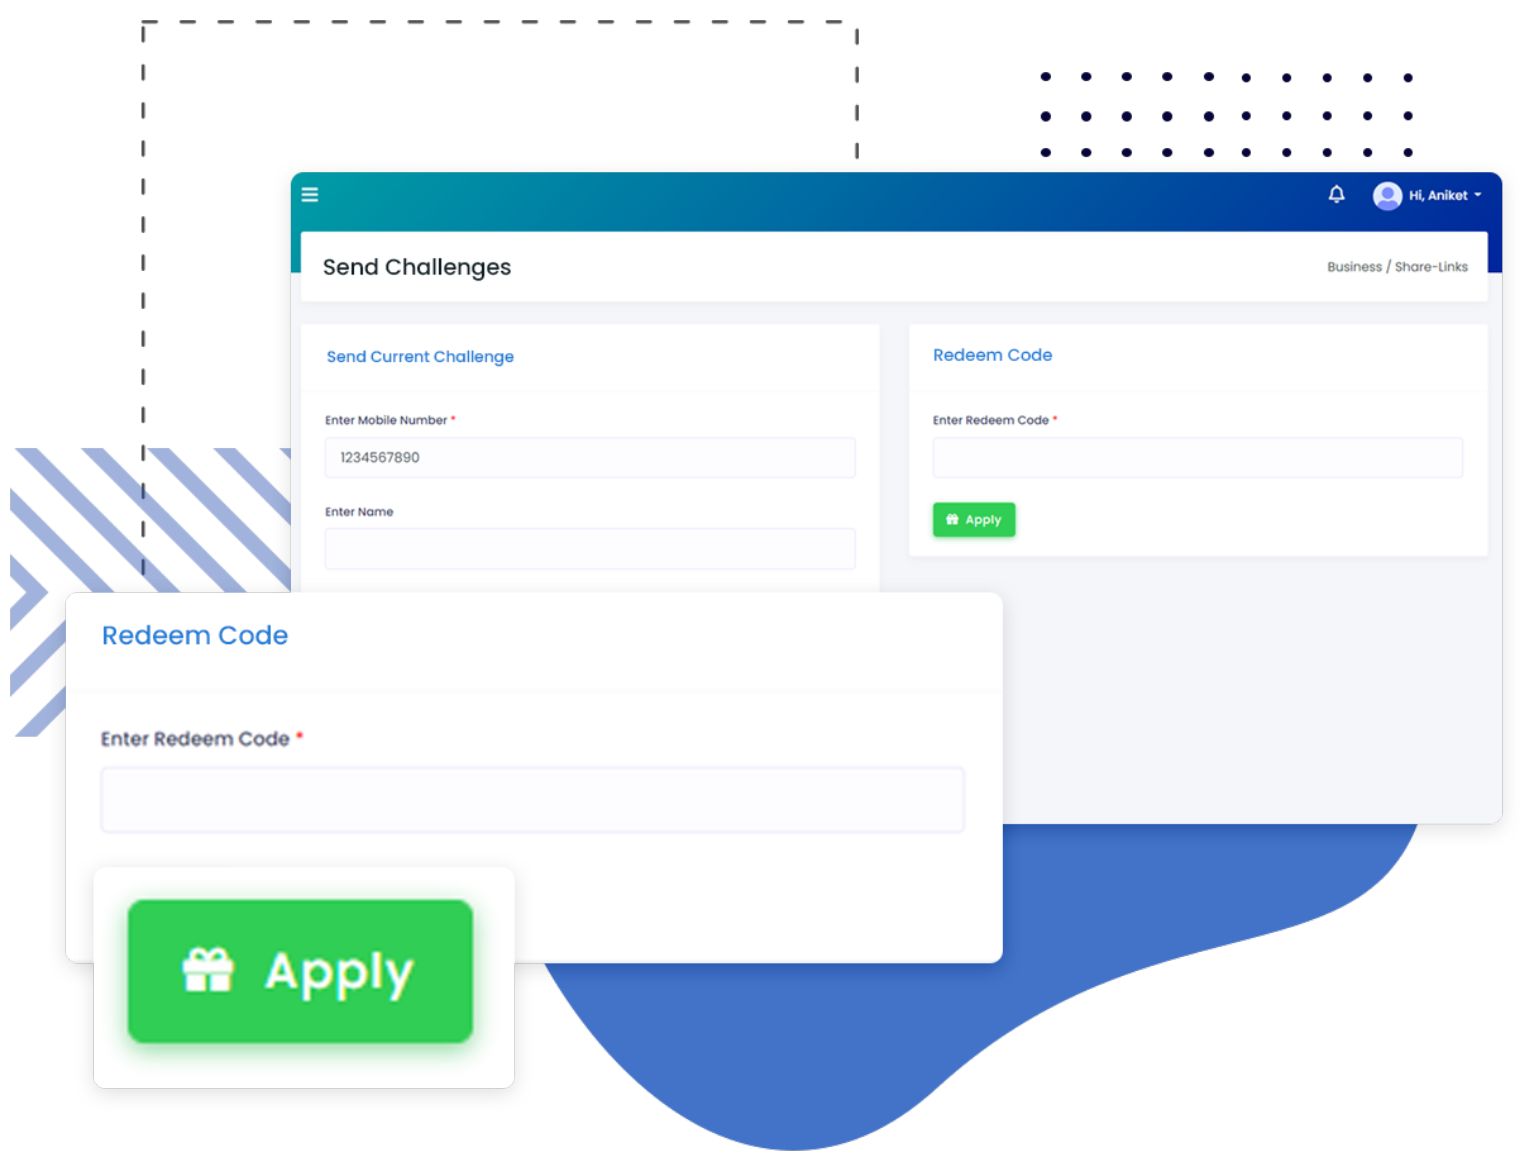 Hi, Aniket
Send Challenges
Business / Share-Links
Send Current Challenge
Enter Mobile Number *
1234567890
Enter Name
Redeem Code
Enter Redeem Code *
Apply
Redeem Code
Enter Redeem Code *
Apply